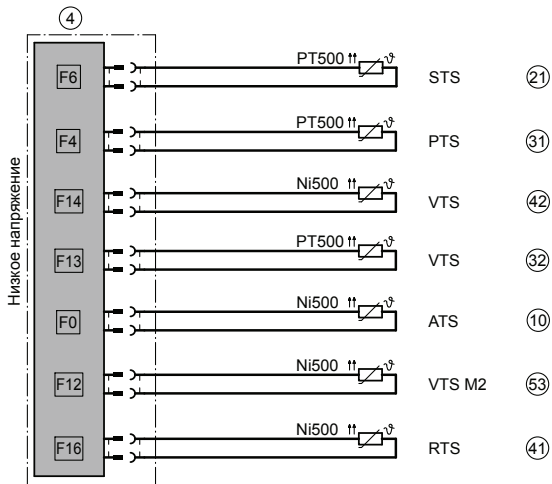 4
F6 PT500 ϑ STS 21
F4 PT500 ϑ PTS 31
F14 Ni500 ϑ VTS 42
F13 PT500 ϑ VTS 32
F0 Ni500 ϑ ATS 10
F12 Ni500 ϑ VTS M2 53
F16 Ni500 ϑ RTS 41
Низкое напряжение